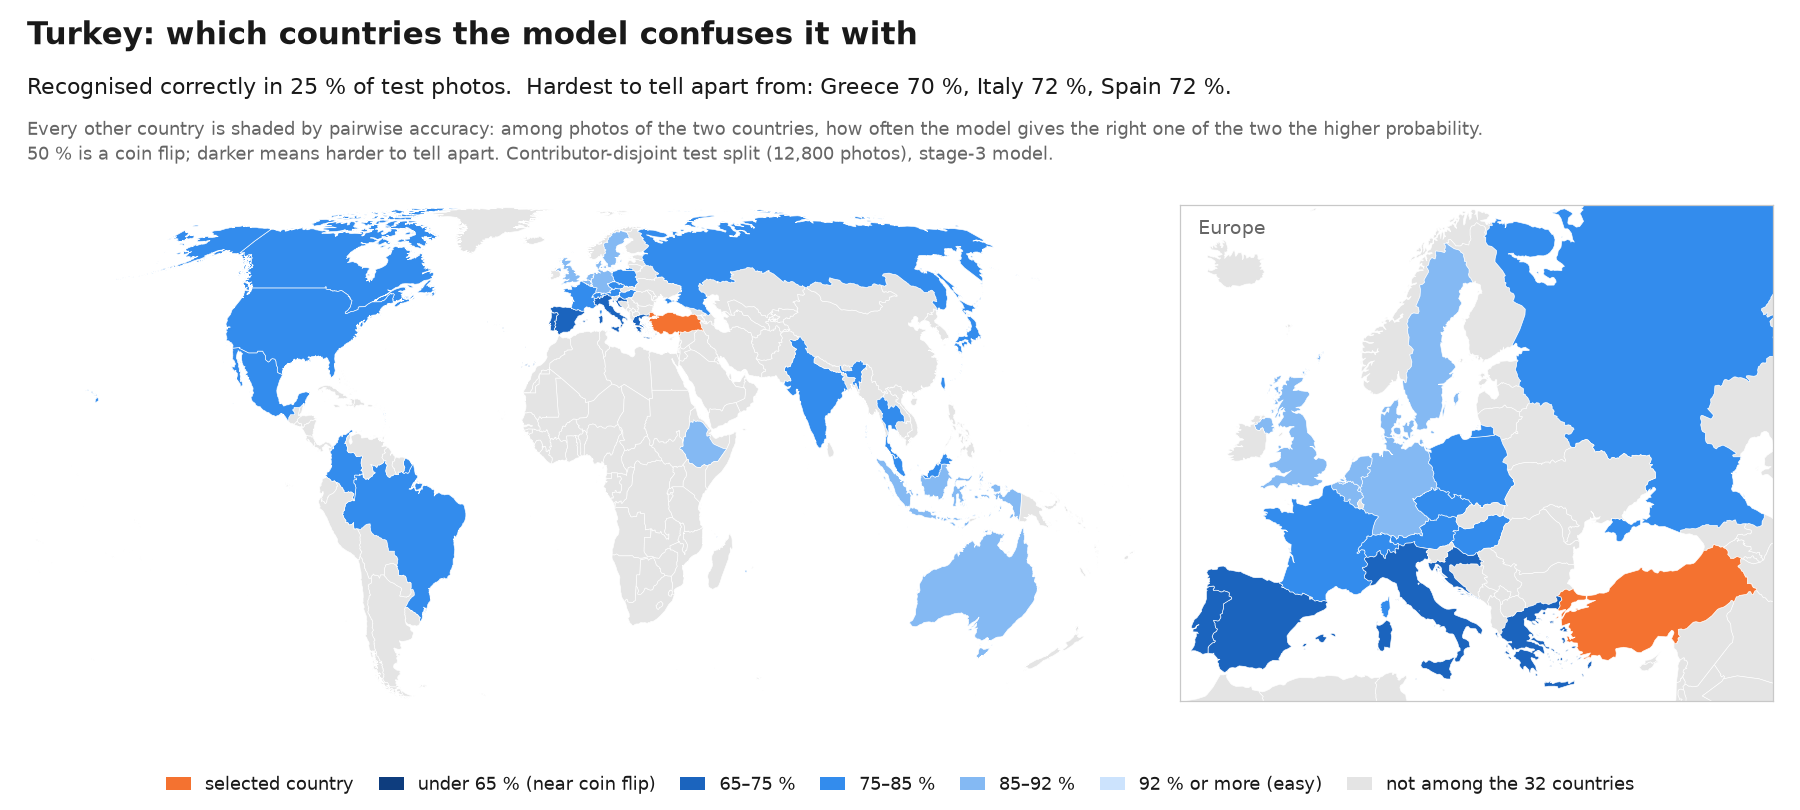 Turkey: which countries the model confuses it with
Recognised correctly in 25 % of test photos.  Hardest to tell apart from: Greece 70 %, Italy 72 %, Spain 72 %.
Every other country is shaded by pairwise accuracy: among photos of the two countries, how often the model gives the right one of the two the higher probability.
50 % is a coin flip; darker means harder to tell apart. Contributor-disjoint test split (12,800 photos), stage-3 model.
Europe
selected country
under 65 % (near coin flip)
65–75 %
75–85 %
85–92 %
92 % or more (easy)
not among the 32 countries